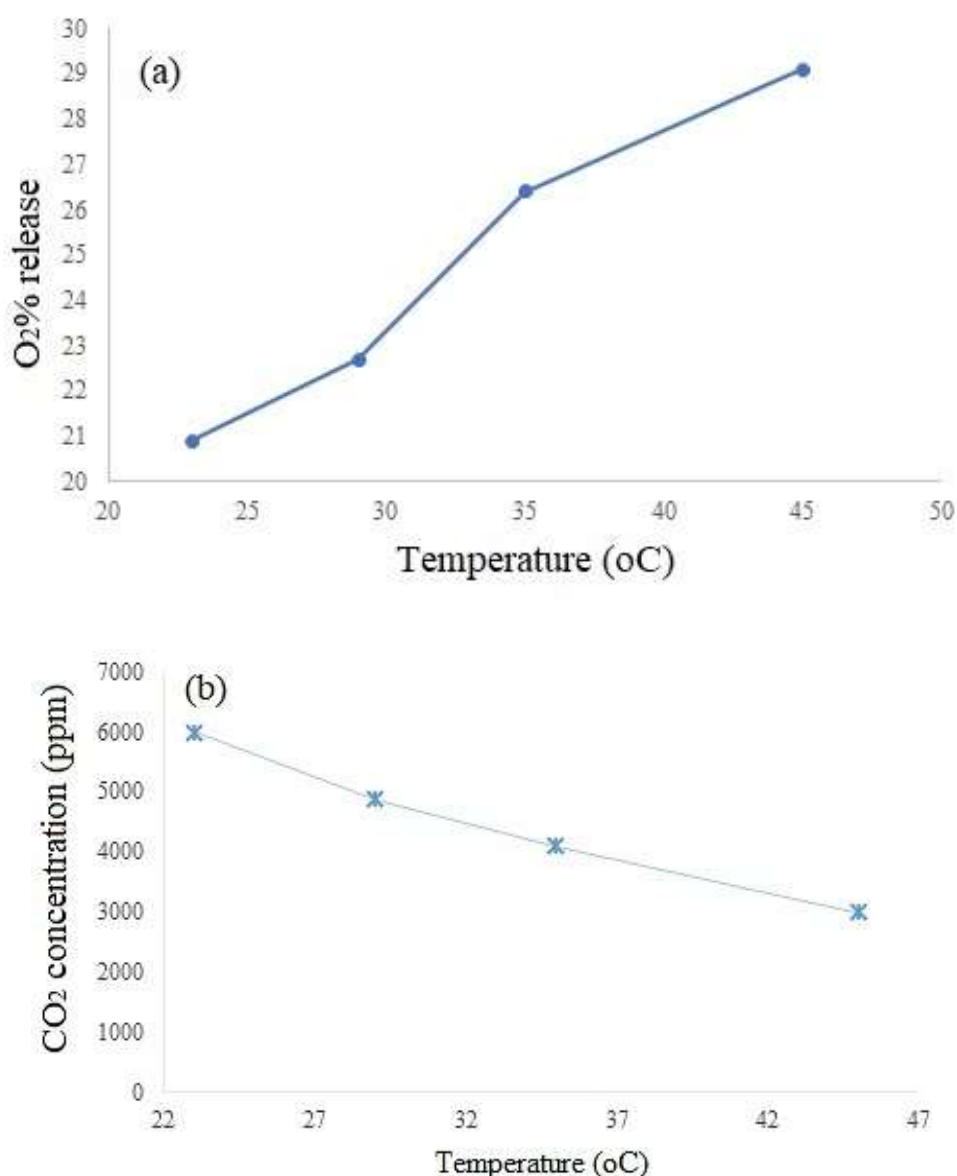 (a)
30
29
28
27
26
25
24
23
22
21
20
O2% release
20 25 30 35 40 45 50
Temperature (oC)
(b)
7000
6000
5000
4000
3000
2000
1000
0
CO2 concentration (ppm)
22 27 32 37 42 47
Temperature (oC)